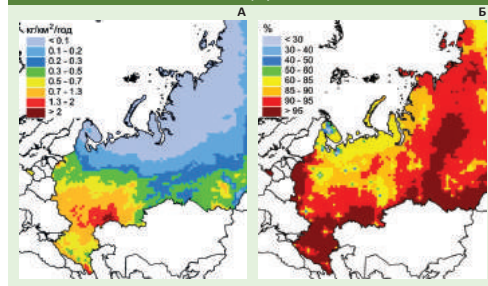 А
кг/км²/год
< 0.1
0.1 - 0.2
0.2 - 0.3
0.3 - 0.5
0.5 - 0.7
0.7 - 1.3
1.3 - 2
> 2
Б
%
< 30
30 - 40
40 - 50
50 - 60
60 - 85
85 - 90
90 - 95
> 95